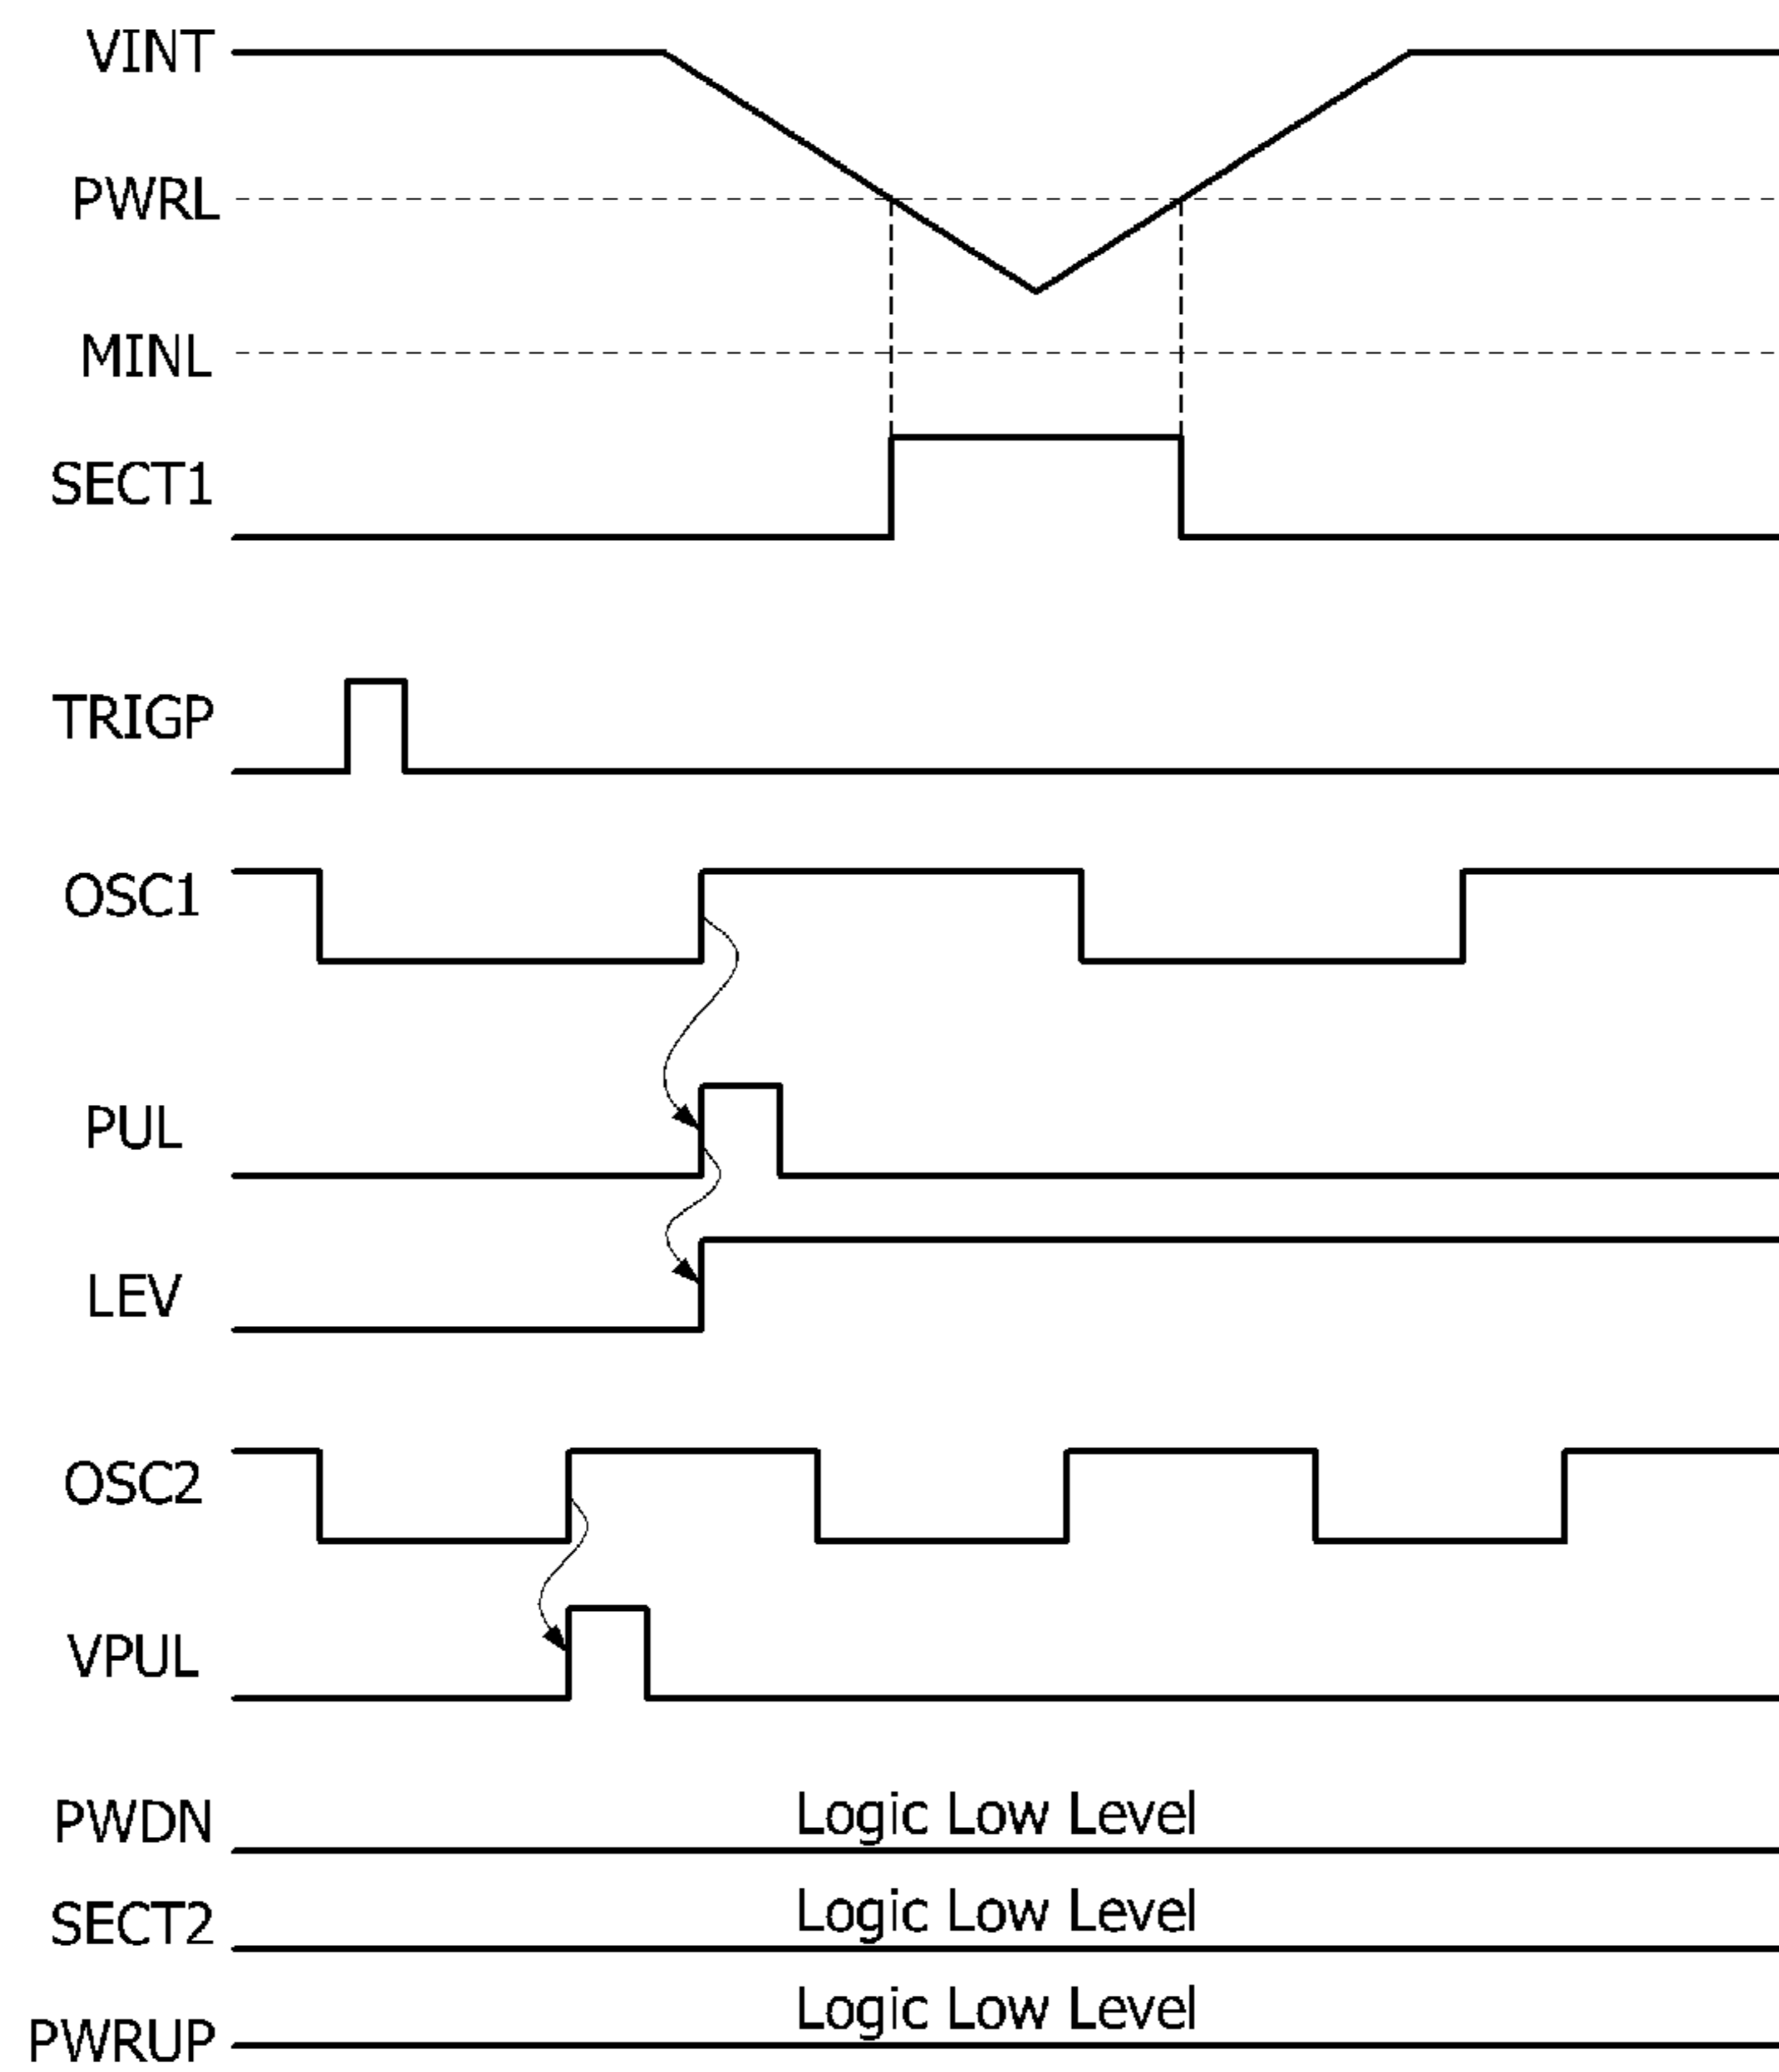 VINT
PWRL
MINL
SECT1
TRIGP
OSC1
PUL
LEV
OSC2
VPUL
PWDN Logic Low Level
SECT2 Logic Low Level
PWRUP Logic Low Level